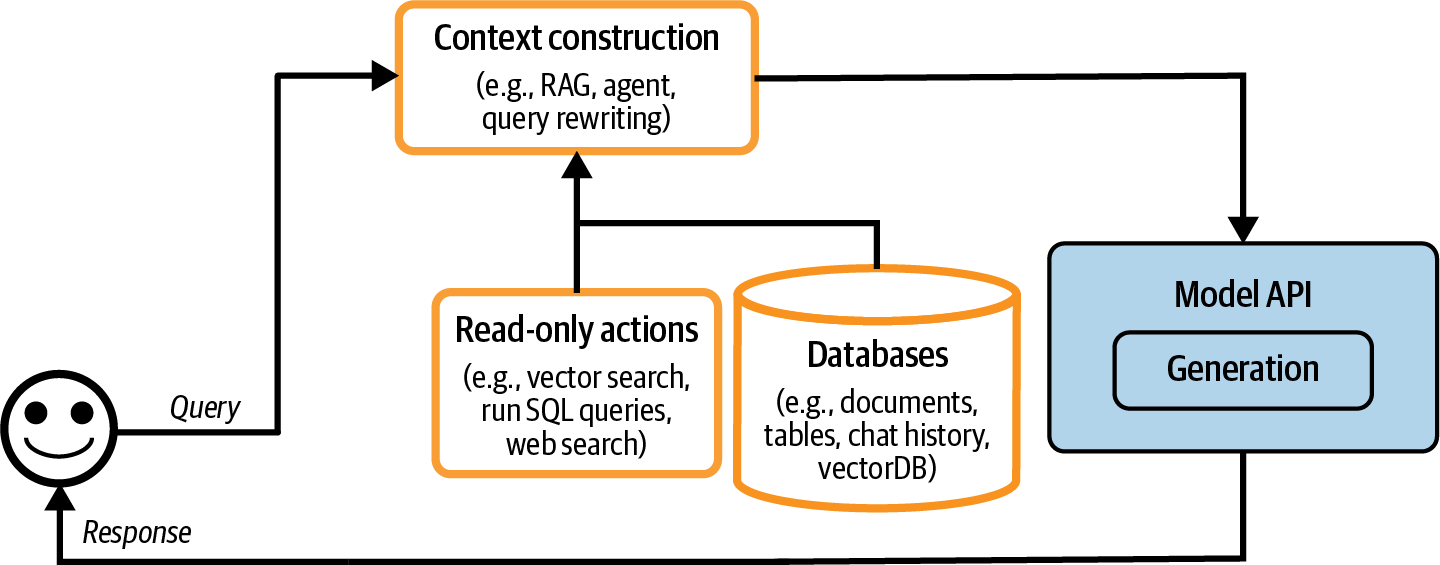 Context construction
(e.g., RAG, agent,
query rewriting)
Read-only actions
(e.g., vector search,
run SQL queries,
web search)
Databases
(e.g., documents,
tables, chat history,
vectorDB)
Model API
Generation
Query
Response